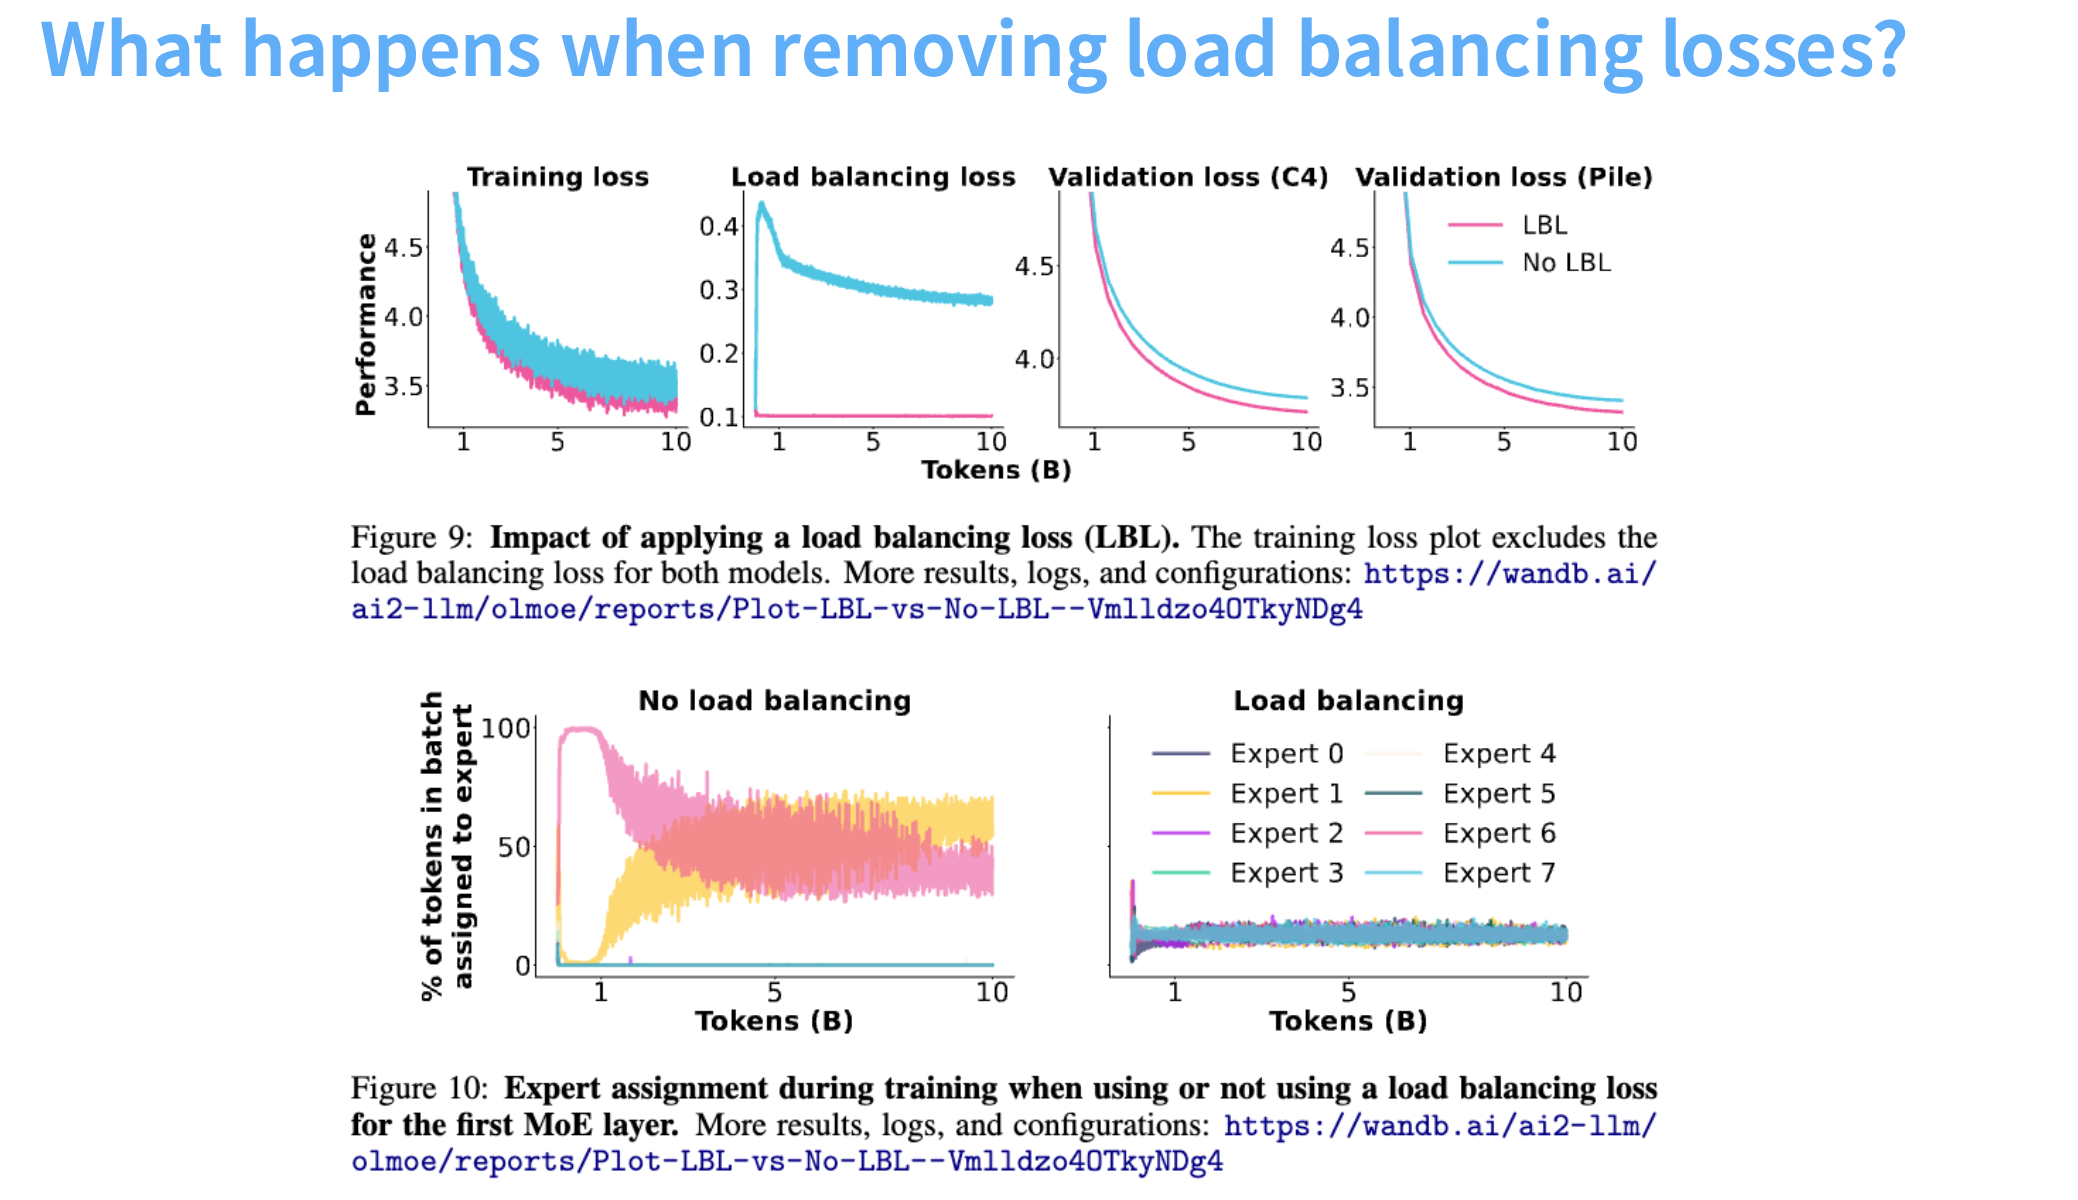 What happens when removing load balancing losses?
Training loss
Load balancing loss
Validation loss (C4)
Validation loss (Pile)
Performance
4.5
4.0
3.5
1
5
10
0.4
0.3
0.2
0.1
1
5
10
4.5
4.0
1
5
10
4.5
4.0
3.5
1
5
10
LBL
No LBL
Tokens (B)
Figure 9: Impact of applying a load balancing loss (LBL). The training loss plot excludes the
load balancing loss for both models. More results, logs, and configurations: https://wandb.ai/
ai2-llm/olmoe/reports/Plot-LBL-vs-No-LBL--Vmlldzo4OTkyNDg4
No load balancing
Load balancing
% of tokens in batch
assigned to expert
100
50
0
1
5
10
Tokens (B)
Expert 0
Expert 1
Expert 2
Expert 3
Expert 4
Expert 5
Expert 6
Expert 7
1
5
10
Tokens (B)
Figure 10: Expert assignment during training when using or not using a load balancing loss
for the first MoE layer. More results, logs, and configurations: https://wandb.ai/ai2-llm/
olmoe/reports/Plot-LBL-vs-No-LBL--Vmlldzo4OTkyNDg4